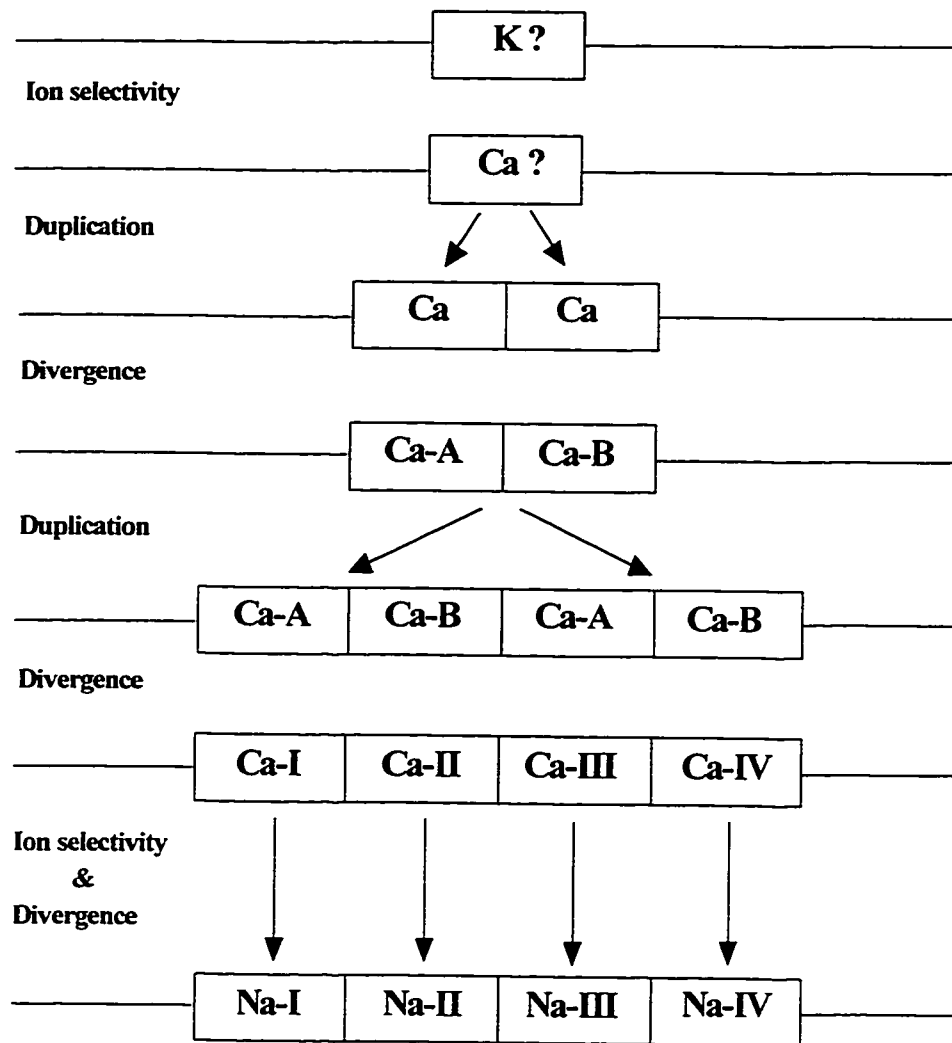 K ?
Ion selectivity
Ca ?
Duplication
Ca Ca
Divergence
Ca-A Ca-B
Duplication
Ca-A Ca-B Ca-A Ca-B
Divergence
Ca-I Ca-II Ca-III Ca-IV
Ion selectivity
&
Divergence
Na-I Na-II Na-III Na-IV